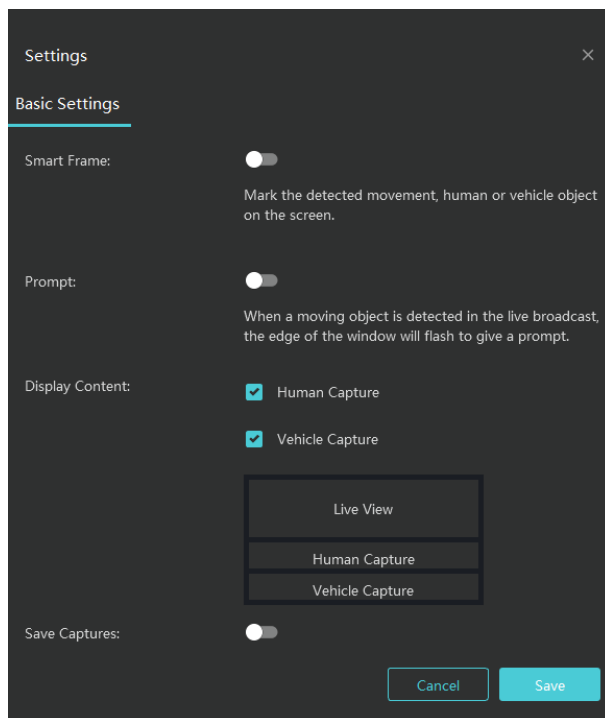 Settings
Basic Settings
Smart Frame:
Mark the detected movement, human or vehicle object
on the screen.
Prompt:
When a moving object is detected in the live broadcast,
the edge of the window will flash to give a prompt.
Display Content:
Human Capture
Vehicle Capture
Live View
Human Capture
Vehicle Capture
Save Captures:
Cancel
Save